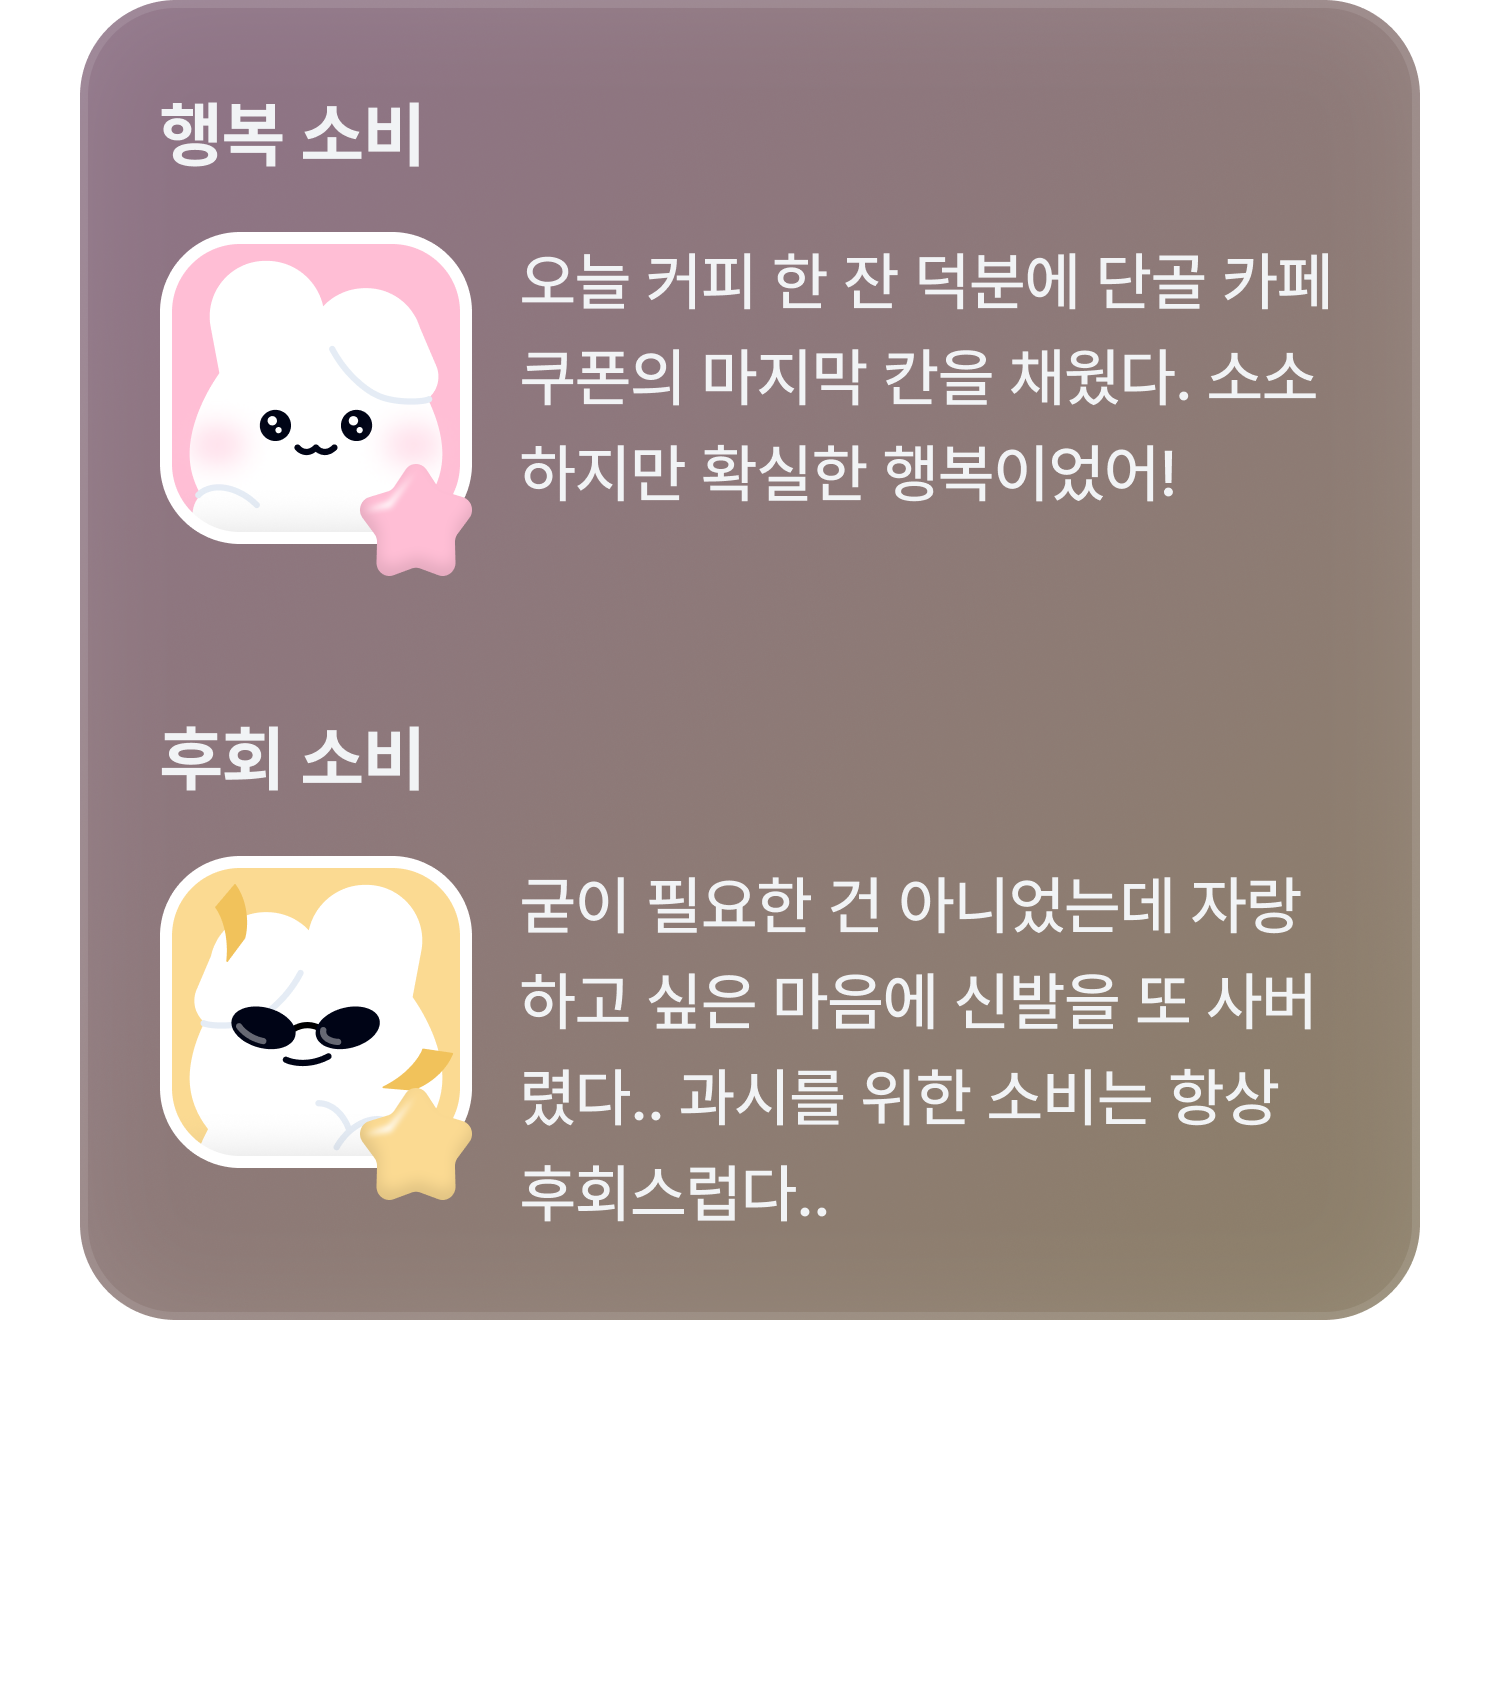 행복 소비
오늘 커피 한 잔 덕분에 단골 카페
쿠폰의 마지막 칸을 채웠다. 소소
하지만 확실한 행복이었어!
후회 소비
굳이 필요한 건 아니었는데 자랑
하고 싶은 마음에 신발을 또 사버
렸다.. 과시를 위한 소비는 항상
후회스럽다..